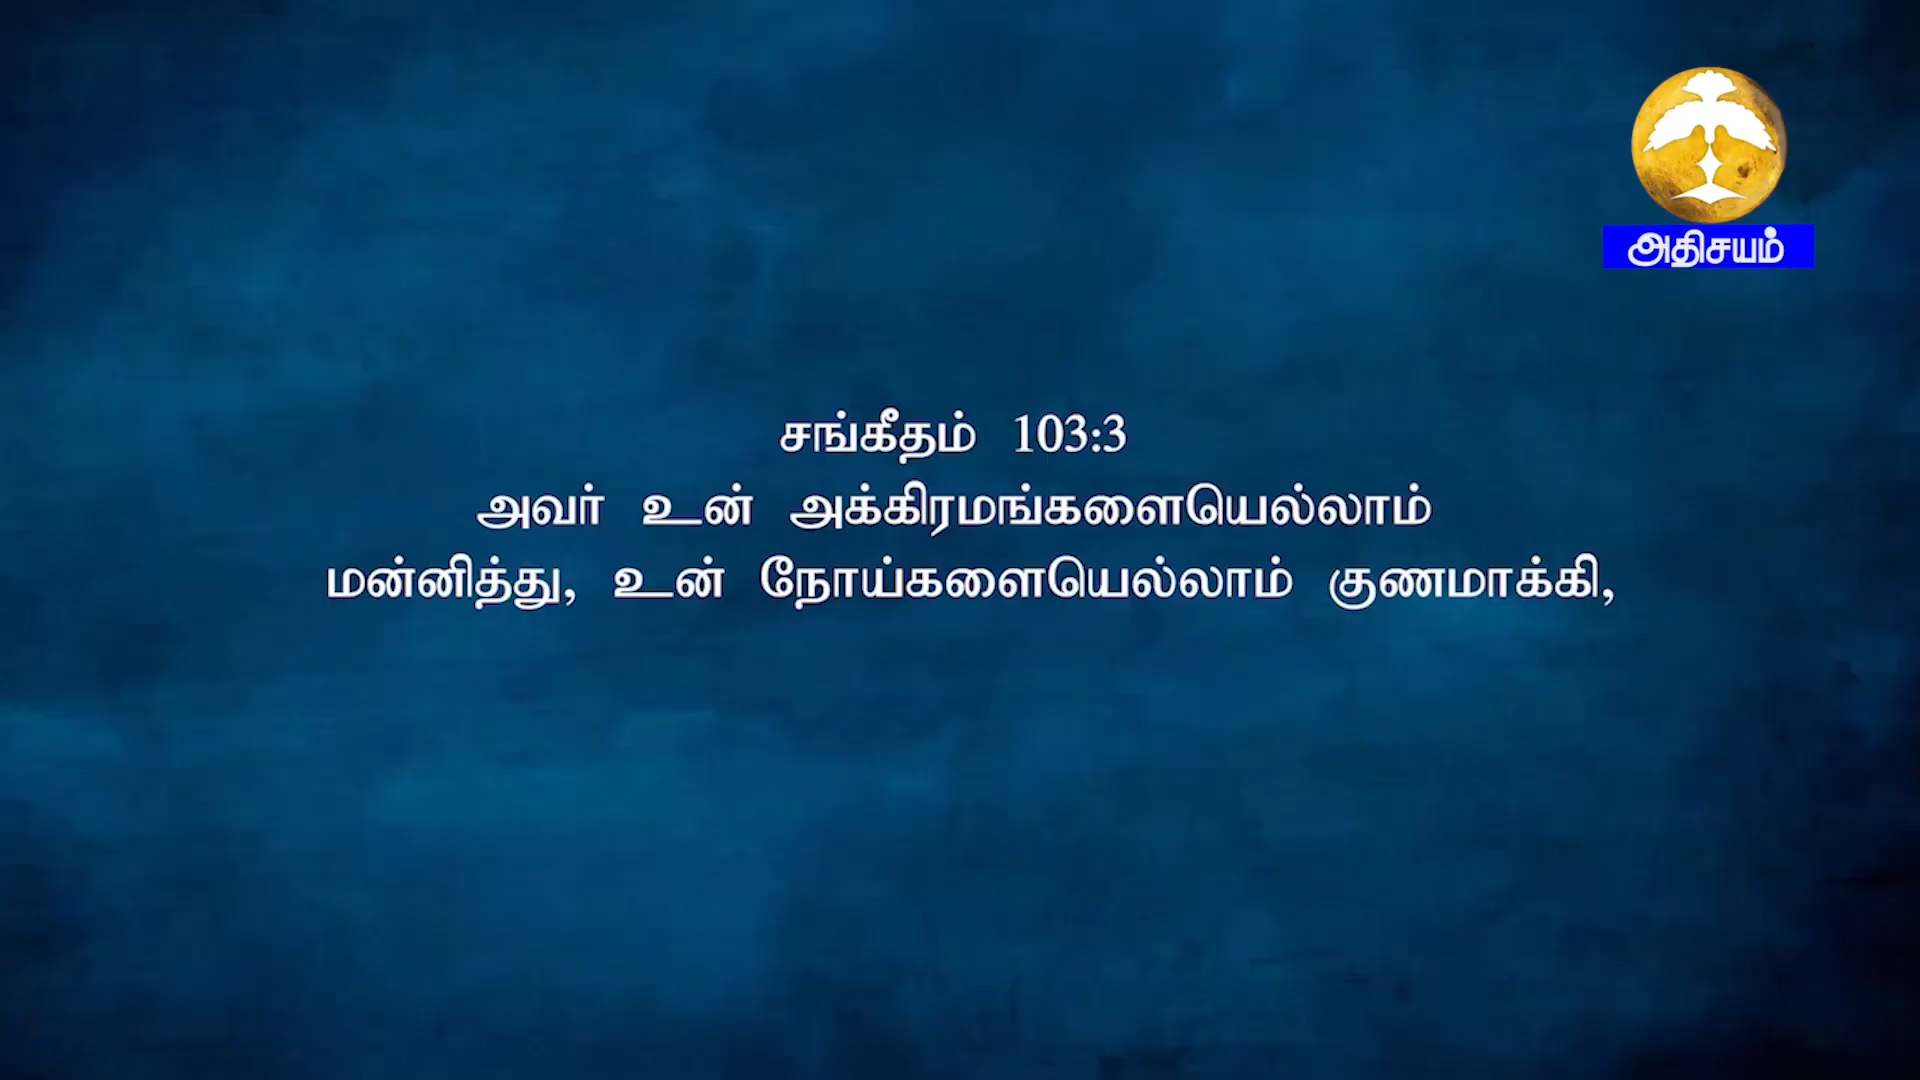 அதிசயம்
சங்கீதம் 103:3
அவர் உன் அக்கிரமங்களையெல்லாம்
மன்னித்து, உன் நோய்களையெல்லாம் குணமாக்கி,